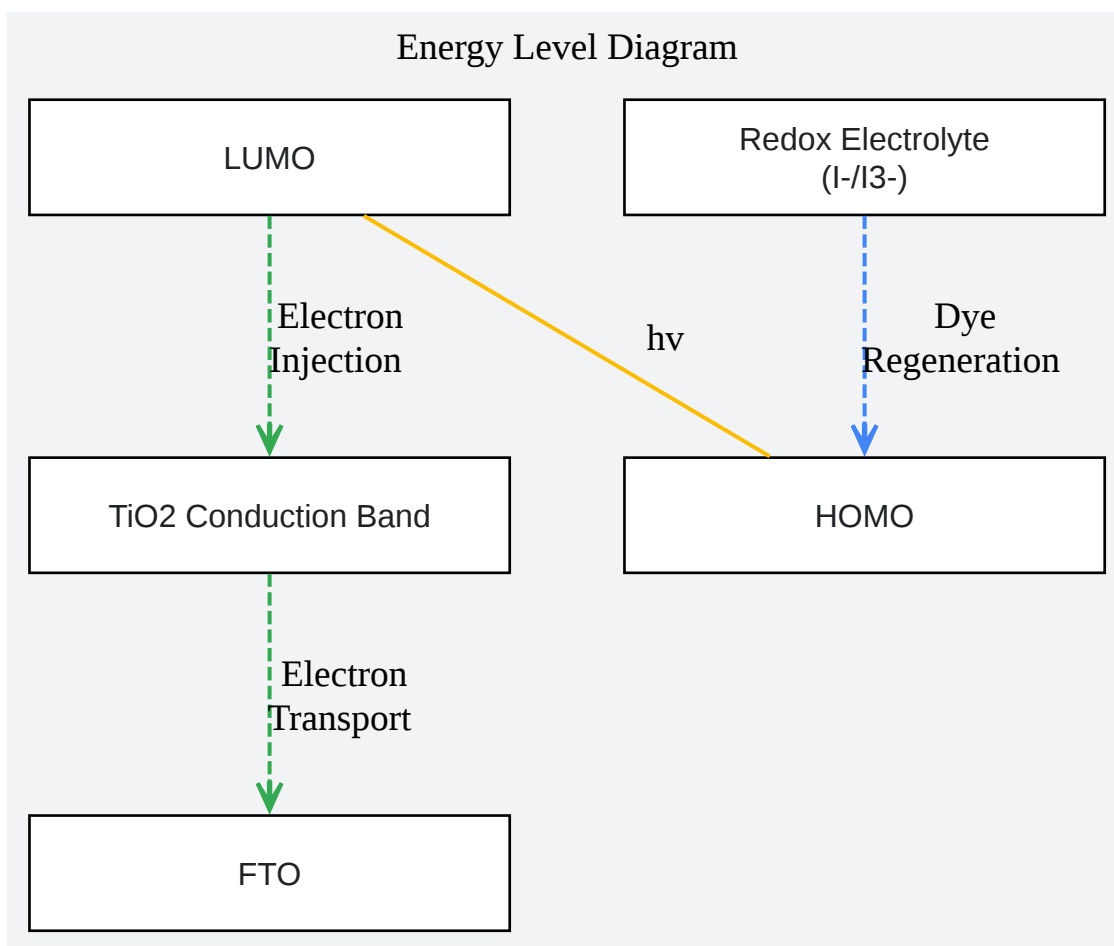 Energy Level Diagram
LUMO
Redox Electrolyte
(I-/I3-)
Electron
Injection
hv
Dye
Regeneration
TiO2 Conduction Band
HOMO
Electron
Transport
FTO